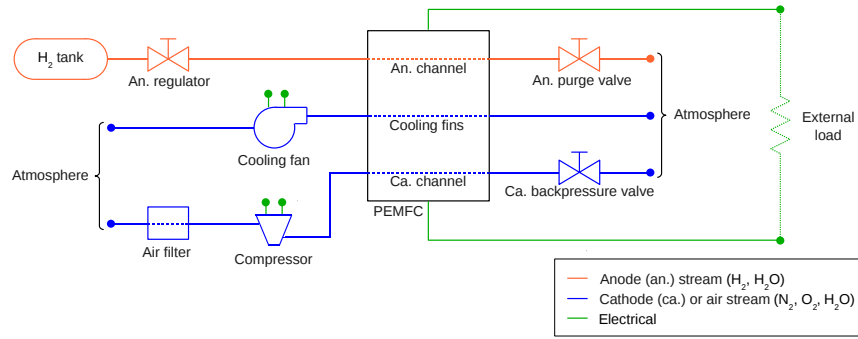 H₂ tank
An. regulator
An. channel
An. purge valve
Cooling fan
Cooling fins
Atmosphere
External
load
Atmosphere
Ca. channel
Ca. backpressure valve
PEMFC
Air filter
Compressor
Anode (an.) stream (H₂, H₂O)
Cathode (ca.) or air stream (N₂, O₂, H₂O)
Electrical